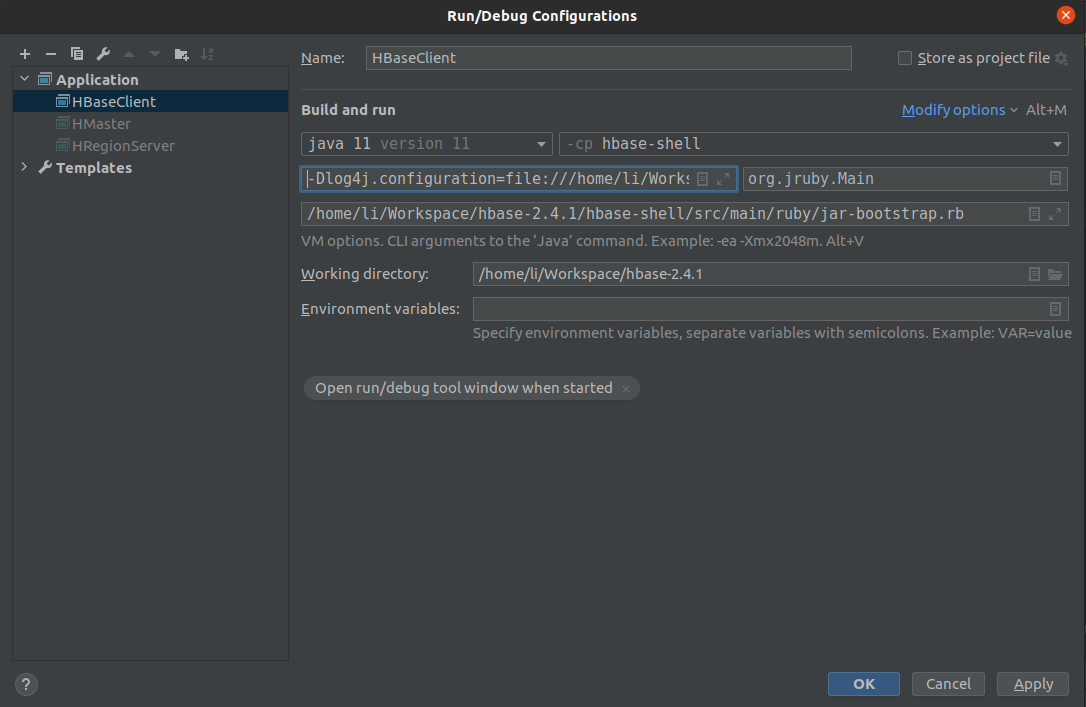 Run/Debug Configurations
Name: HBaseClient Store as project file
Application
HBaseClient
HMaster
HRegionServer
Templates
Build and run Modify options Alt+M
java 11 version 11 -cp hbase-shell
-Dlog4j.configuration=file:///home/li/Works org.jruby.Main
/home/li/Workspace/hbase-2.4.1/hbase-shell/src/main/ruby/jar-bootstrap.rb
VM options. CLI arguments to the ‘Java’ command. Example: -ea -Xmx2048m. Alt+V
Working directory: /home/li/Workspace/hbase-2.4.1
Environment variables:
Specify environment variables, separate variables with semicolons. Example: VAR=value
Open run/debug tool window when started
? OK Cancel Apply